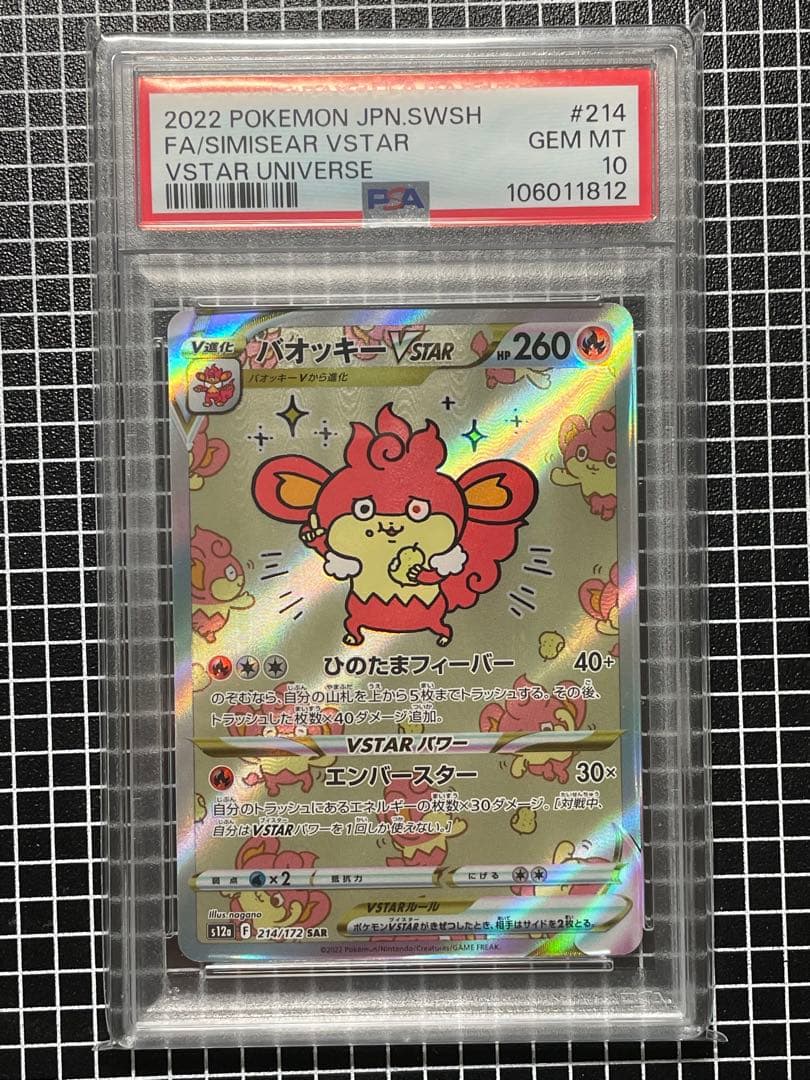 2022 POKEMON JPN.SWSH #214
FA/SIMISEAR VSTAR GEM MT
VSTAR UNIVERSE 10
PSA 106011812
V進化 バオッキーVSTAR HP 260
バオッキーVから進化
ひのたまフィーバー 40+
のぞむなら、自分の山札を上から5枚までトラッシュする。その後、
トラッシュした枚数×40ダメージ追加。
VSTARパワー
エンバースター 30×
自分のトラッシュにあるエネルギーの枚数×30ダメージ。[対戦中、
自分はVSTARパワーを1回しか使えない。]
弱点 ×2 抵抗力 にげる
VSTARルール
ポケモンVSTARがきぜつしたとき、相手はサイドを2枚とる。
Illus. nagano
s12a F 214/172 SAR
©2022 Pokémon/Nintendo/Creatures/GAME FREAK.